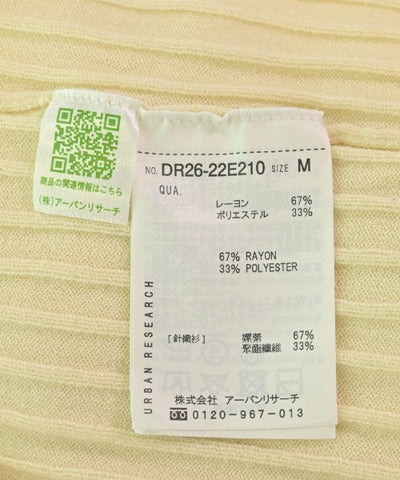 商品の関連情報はこちら
(株)アーバンリサーチ
NO. DR26-22E210 SIZE M
QUA.
レーヨン 67%
ポリエステル 33%
67% RAYON
33% POLYESTER
[針織衫] 嫘縈 67%
聚酯纖維 33%
URBAN RESEARCH
株式会社 アーバンリサーチ
0120-967-013